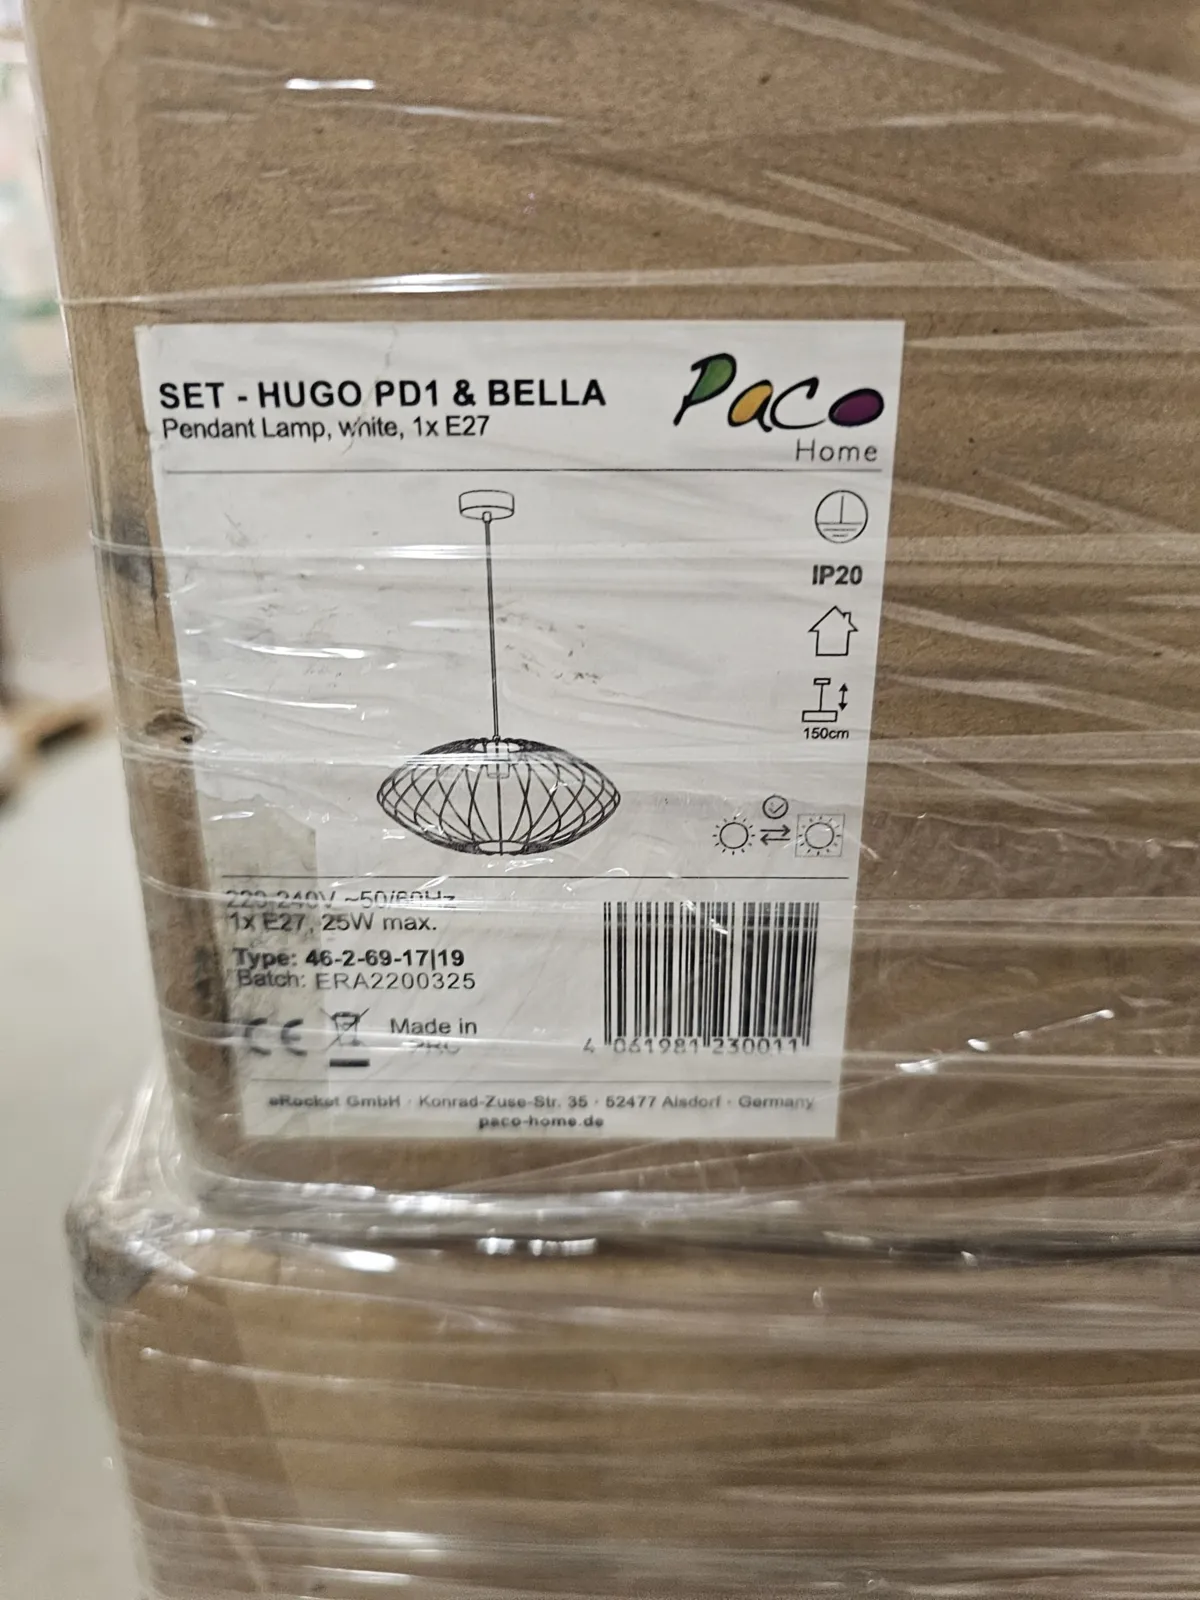 SET - HUGO PD1 & BELLA
Pendant Lamp, white, 1x E27
Paco
Home
IP20
150cm
220-240V ~50/60Hz
1x E27, 25W max.
Type: 46-2-69-17|19
Batch: ERA2200325
CE
Made in
PRC
4 061981 230011
eRocket GmbH · Konrad-Zuse-Str. 35 · 52477 Alsdorf · Germany
paco-home.de